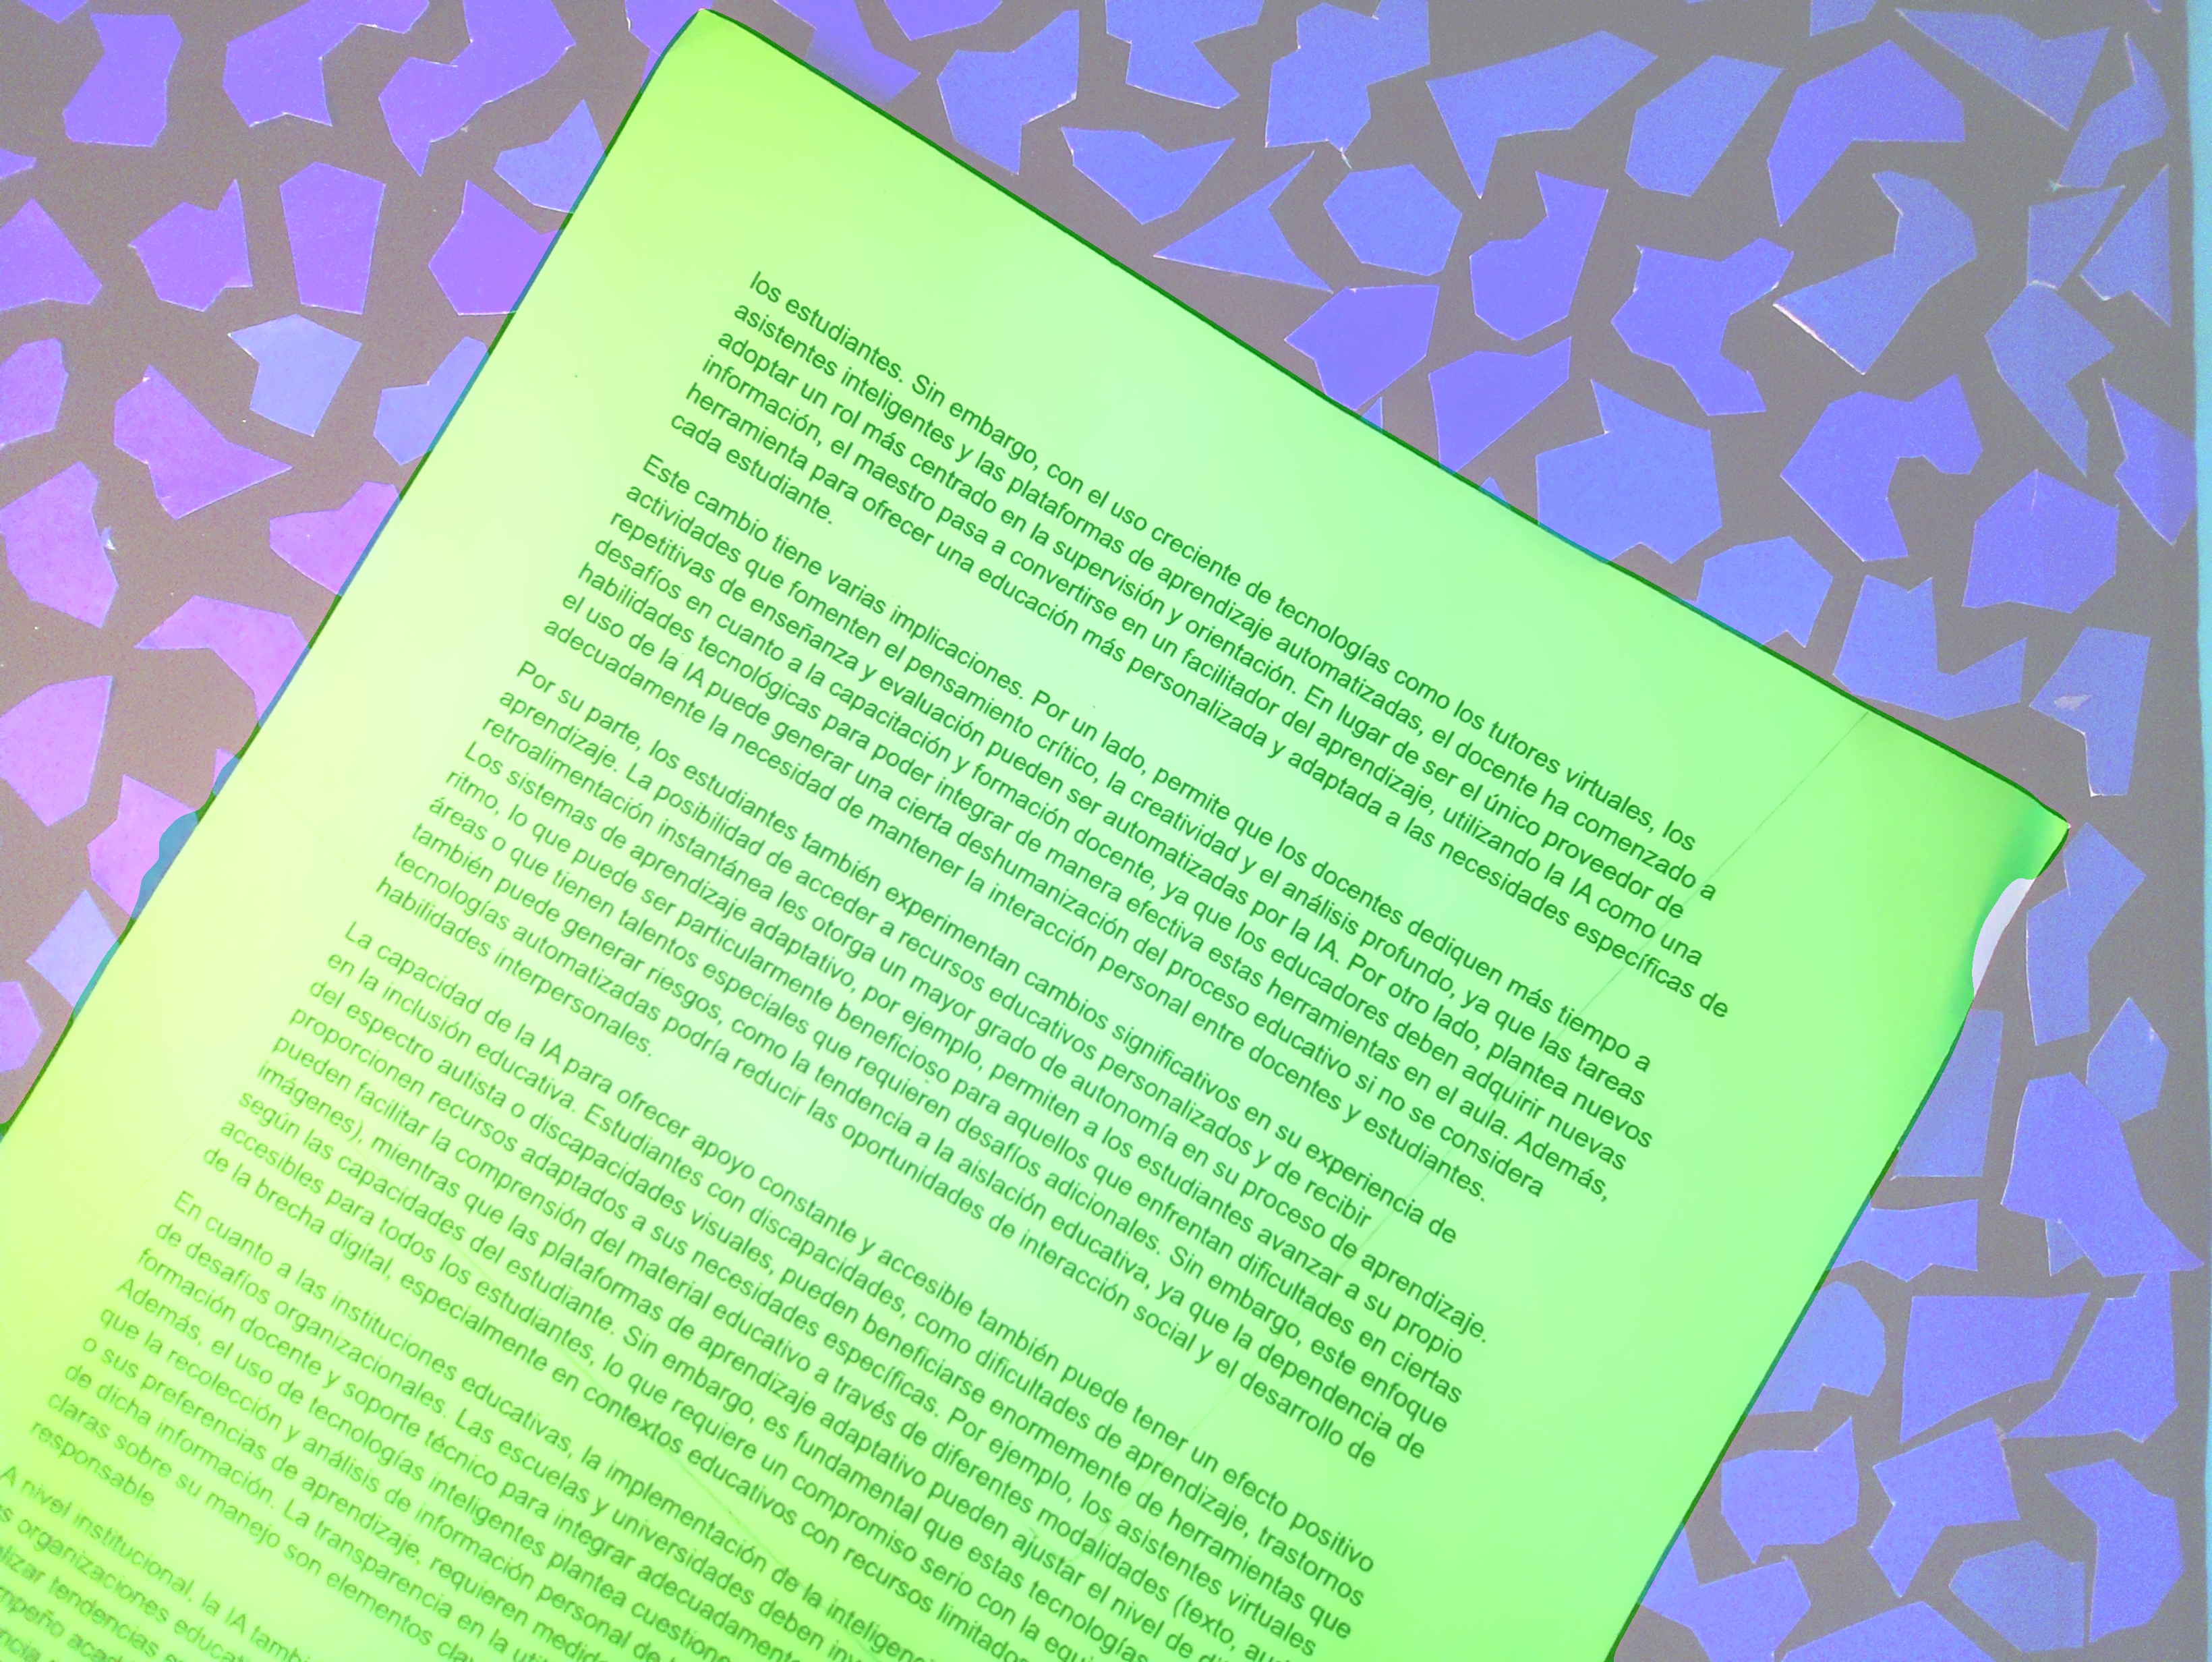 los estudiantes. Sin embargo, con el uso creciente de tecnologías como los tutores virtuales, los
asistentes inteligentes y las plataformas de aprendizaje automatizadas, el docente ha comenzado a
adoptar un rol más centrado en la supervisión y orientación. En lugar de ser el único proveedor de
información, el maestro pasa a convertirse en un facilitador del aprendizaje, utilizando la IA como una
herramienta para ofrecer una educación más personalizada y adaptada a las necesidades específicas de
cada estudiante.
Este cambio tiene varias implicaciones. Por un lado, permite que los docentes dediquen más tiempo a
actividades que fomenten el pensamiento crítico, la creatividad y el análisis profundo, ya que las tareas
repetitivas de enseñanza y evaluación pueden ser automatizadas por la IA. Por otro lado, plantea nuevos
desafíos en cuanto a la capacitación y formación docente, ya que los educadores deben adquirir nuevas
habilidades tecnológicas para poder integrar de manera efectiva estas herramientas en el aula. Además,
el uso de la IA puede generar una cierta deshumanización del proceso educativo si no se considera
adecuadamente la necesidad de mantener la interacción personal entre docentes y estudiantes.
Por su parte, los estudiantes también experimentan cambios significativos en su experiencia de
aprendizaje. La posibilidad de acceder a recursos educativos personalizados y de recibir
retroalimentación instantánea les otorga un mayor grado de autonomía en su proceso de aprendizaje.
Los sistemas de aprendizaje adaptativo, por ejemplo, permiten a los estudiantes avanzar a su propio
ritmo, lo que puede ser particularmente beneficioso para aquellos que enfrentan dificultades en ciertas
áreas o que tienen talentos especiales que requieren desafíos adicionales. Sin embargo, este enfoque
también puede generar riesgos, como la tendencia a la aislación educativa, ya que la dependencia de
tecnologías automatizadas podría reducir las oportunidades de interacción social y el desarrollo de
habilidades interpersonales.
La capacidad de la IA para ofrecer apoyo constante y accesible también puede tener un efecto positivo
en la inclusión educativa. Estudiantes con discapacidades, como dificultades de aprendizaje, trastornos
del espectro autista o discapacidades visuales, pueden beneficiarse enormemente de herramientas que
proporcionen recursos adaptados a sus necesidades específicas. Por ejemplo, los asistentes virtuales
pueden facilitar la comprensión del material educativo a través de diferentes modalidades (texto,
imágenes), mientras que las plataformas de aprendizaje adaptativo pueden ajustar el nivel de
según las capacidades del estudiante. Sin embargo, es fundamental que estas tecnologías
accesibles para todos los estudiantes, lo que requiere un compromiso serio con la
de la brecha digital, especialmente en contextos educativos con recursos limitados
En cuanto a las instituciones educativas, la implementación de la
de desafíos organizacionales. Las escuelas y universidades deben
formación docente y soporte técnico para integrar adecuadamente
Además, el uso de tecnologías inteligentes plantea
que la recolección y análisis de información personal de
o sus preferencias de aprendizaje, requieren
de dicha información. La transparencia en la
claras sobre su manejo son elementos
responsable.
A nivel institucional, la IA
organizaciones
tendencias